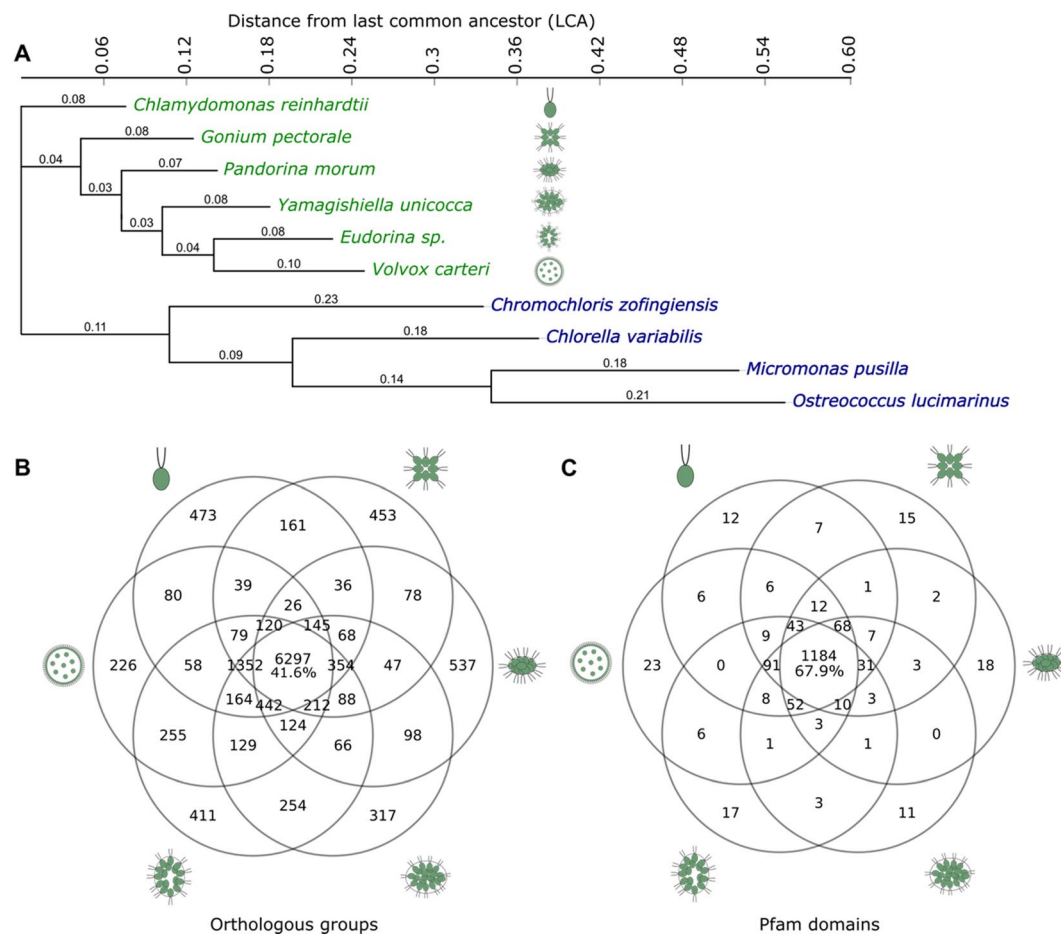 Distance from last common ancestor (LCA)
A
0.06 0.12 0.18 0.24 0.3 0.36 0.42 0.48 0.54 0.60
0.08 Chlamydomonas reinhardtii
0.08 Gonium pectorale
0.04
0.07 Pandorina morum
0.03
0.08 Yamagishiella unicocca
0.03
0.08 Eudorina sp.
0.04
0.10 Volvox carteri
0.23 Chromochloris zofingiensis
0.11
0.18 Chlorella variabilis
0.09
0.18 Micromonas pusilla
0.14
0.21 Ostreococcus lucimarinus
B
473 161 453
80 39 26 36 78
79 120 145 68
226 58 1352 6297 354 47 537
41.6%
164 442 212 88
124
255 129 66 98
411 254 317
Orthologous groups
C
12 7 15
6 6 12 1 2
9 43 68 7
23 0 91 1184 31 3 18
67.9%
8 52 10 3
3
6 1 1 0
17 3 11
Pfam domains